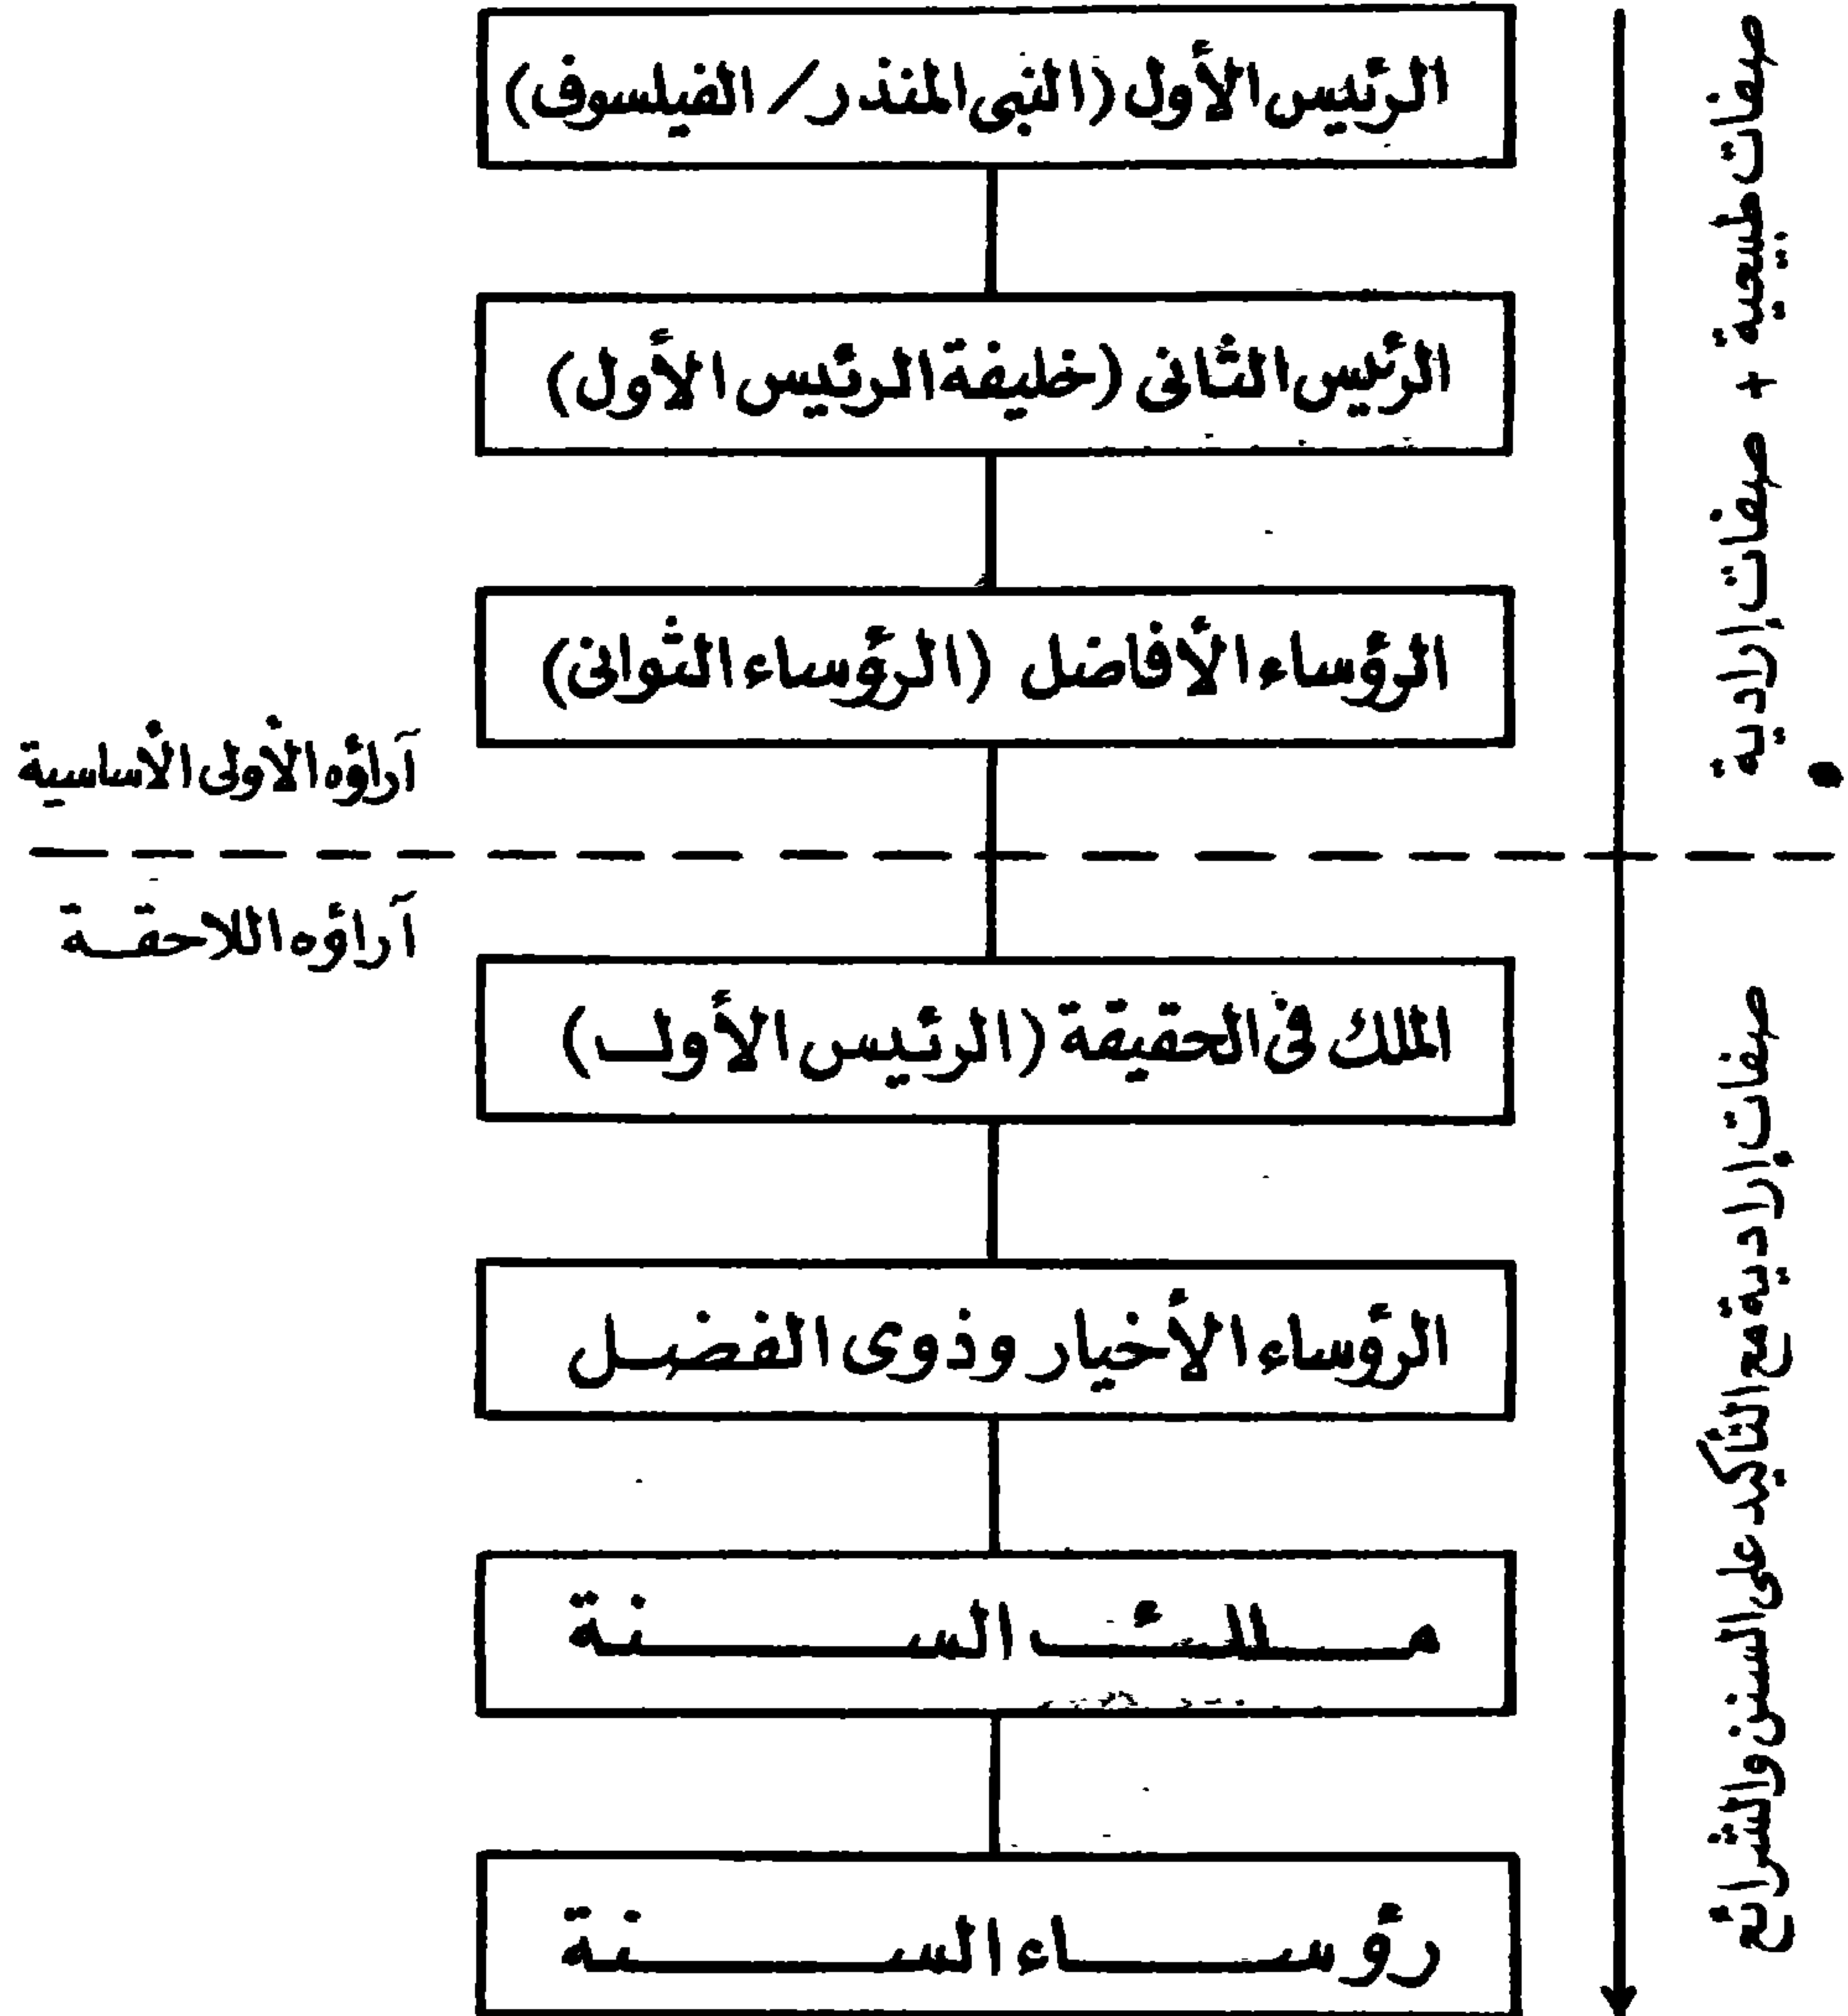 الرئيس الأول (النبى المنذر / الفيلسوف)
الرئيس الثانى (خليفة الرئيس الأول)
الرؤساء الأفاضل (الرؤساء الثوانى)
صفات طبيعية + صفات إرادية
آراؤه الأولى الأساسية
آراؤه اللاحقة
الملك فى الحقيقة (الرئيس الأول)
الرؤساء الأخيار وذوى الفضل
ملك السنة
رؤساء السنة
صفات إرادية مع التأكيد على السنن والشرائع